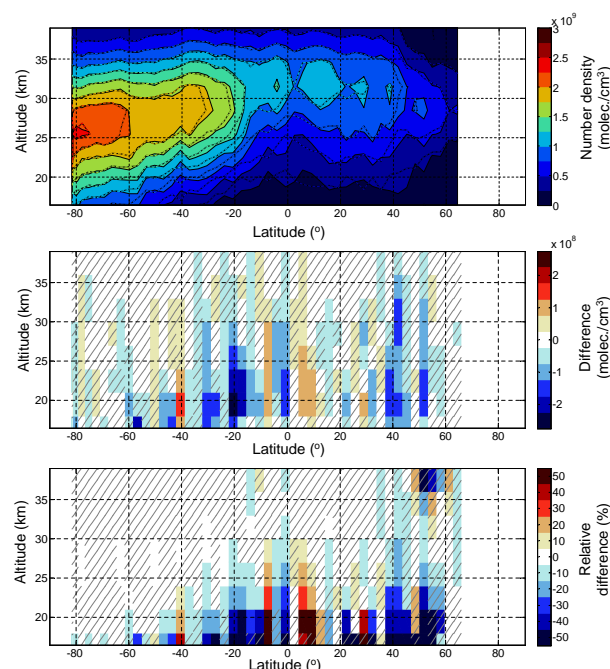 x 10⁹
35
30
25
20
Altitude (km)
-80 -60 -40 -20 0 20 40 60 80
Latitude (º)
3
2.5
2
1.5
1
0.5
0
Number density
(molec./cm³)
x 10⁸
35
30
25
20
Altitude (km)
-80 -60 -40 -20 0 20 40 60 80
Latitude (º)
2
1
0
-1
-2
Difference
(molec./cm³)
35
30
25
20
Altitude (km)
-80 -60 -40 -20 0 20 40 60 80
Latitude (º)
50
40
30
20
10
0
-10
-20
-30
-40
-50
Relative
difference (%)